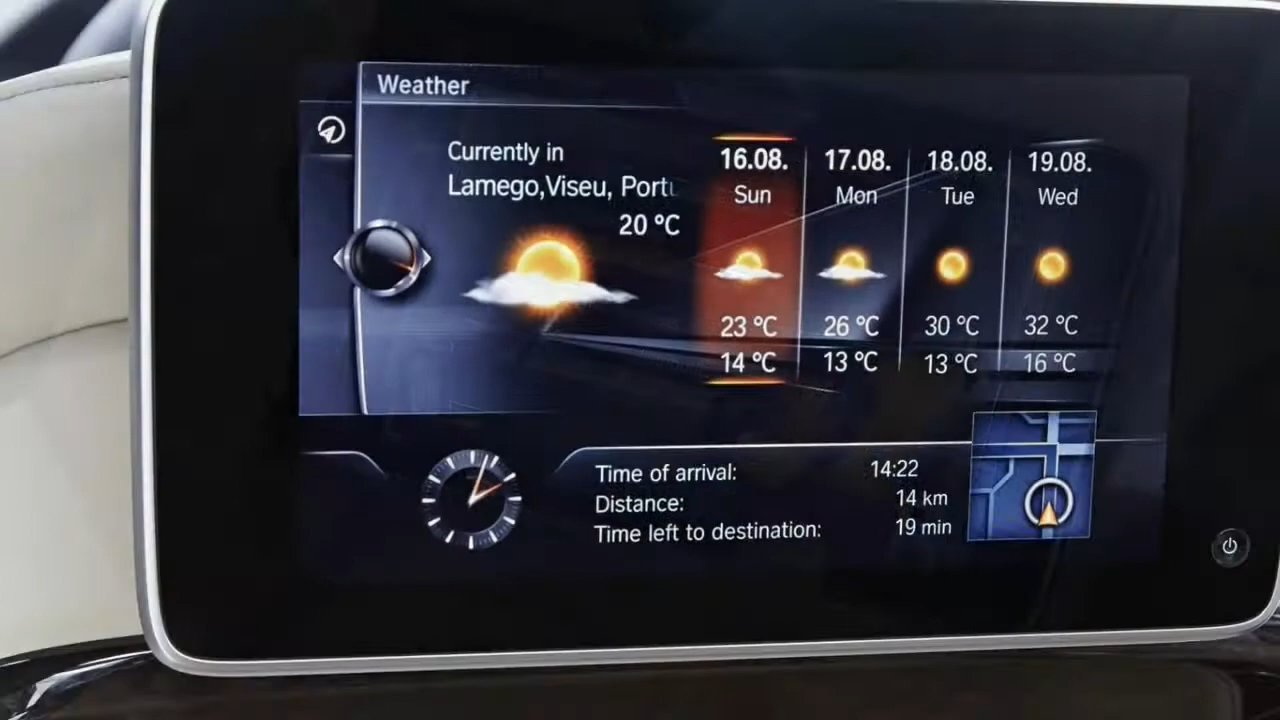 Weather
Currently in
Lamego,Viseu, Portu
20 °C
16.08. 17.08. 18.08. 19.08.
Sun Mon Tue Wed
23 °C 26 °C 30 °C 32 °C
14 °C 13 °C 13 °C 16 °C
Time of arrival: 14:22
Distance: 14 km
Time left to destination: 19 min